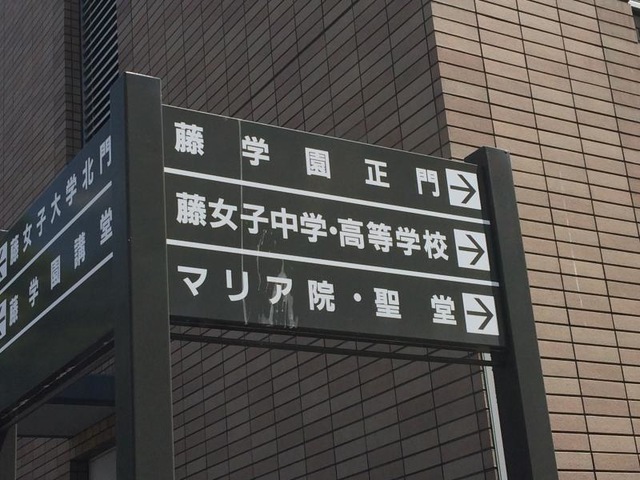 藤女子大学北門
藤学園講堂
藤学園正門
藤女子中学・高等学校
マリア院・聖堂